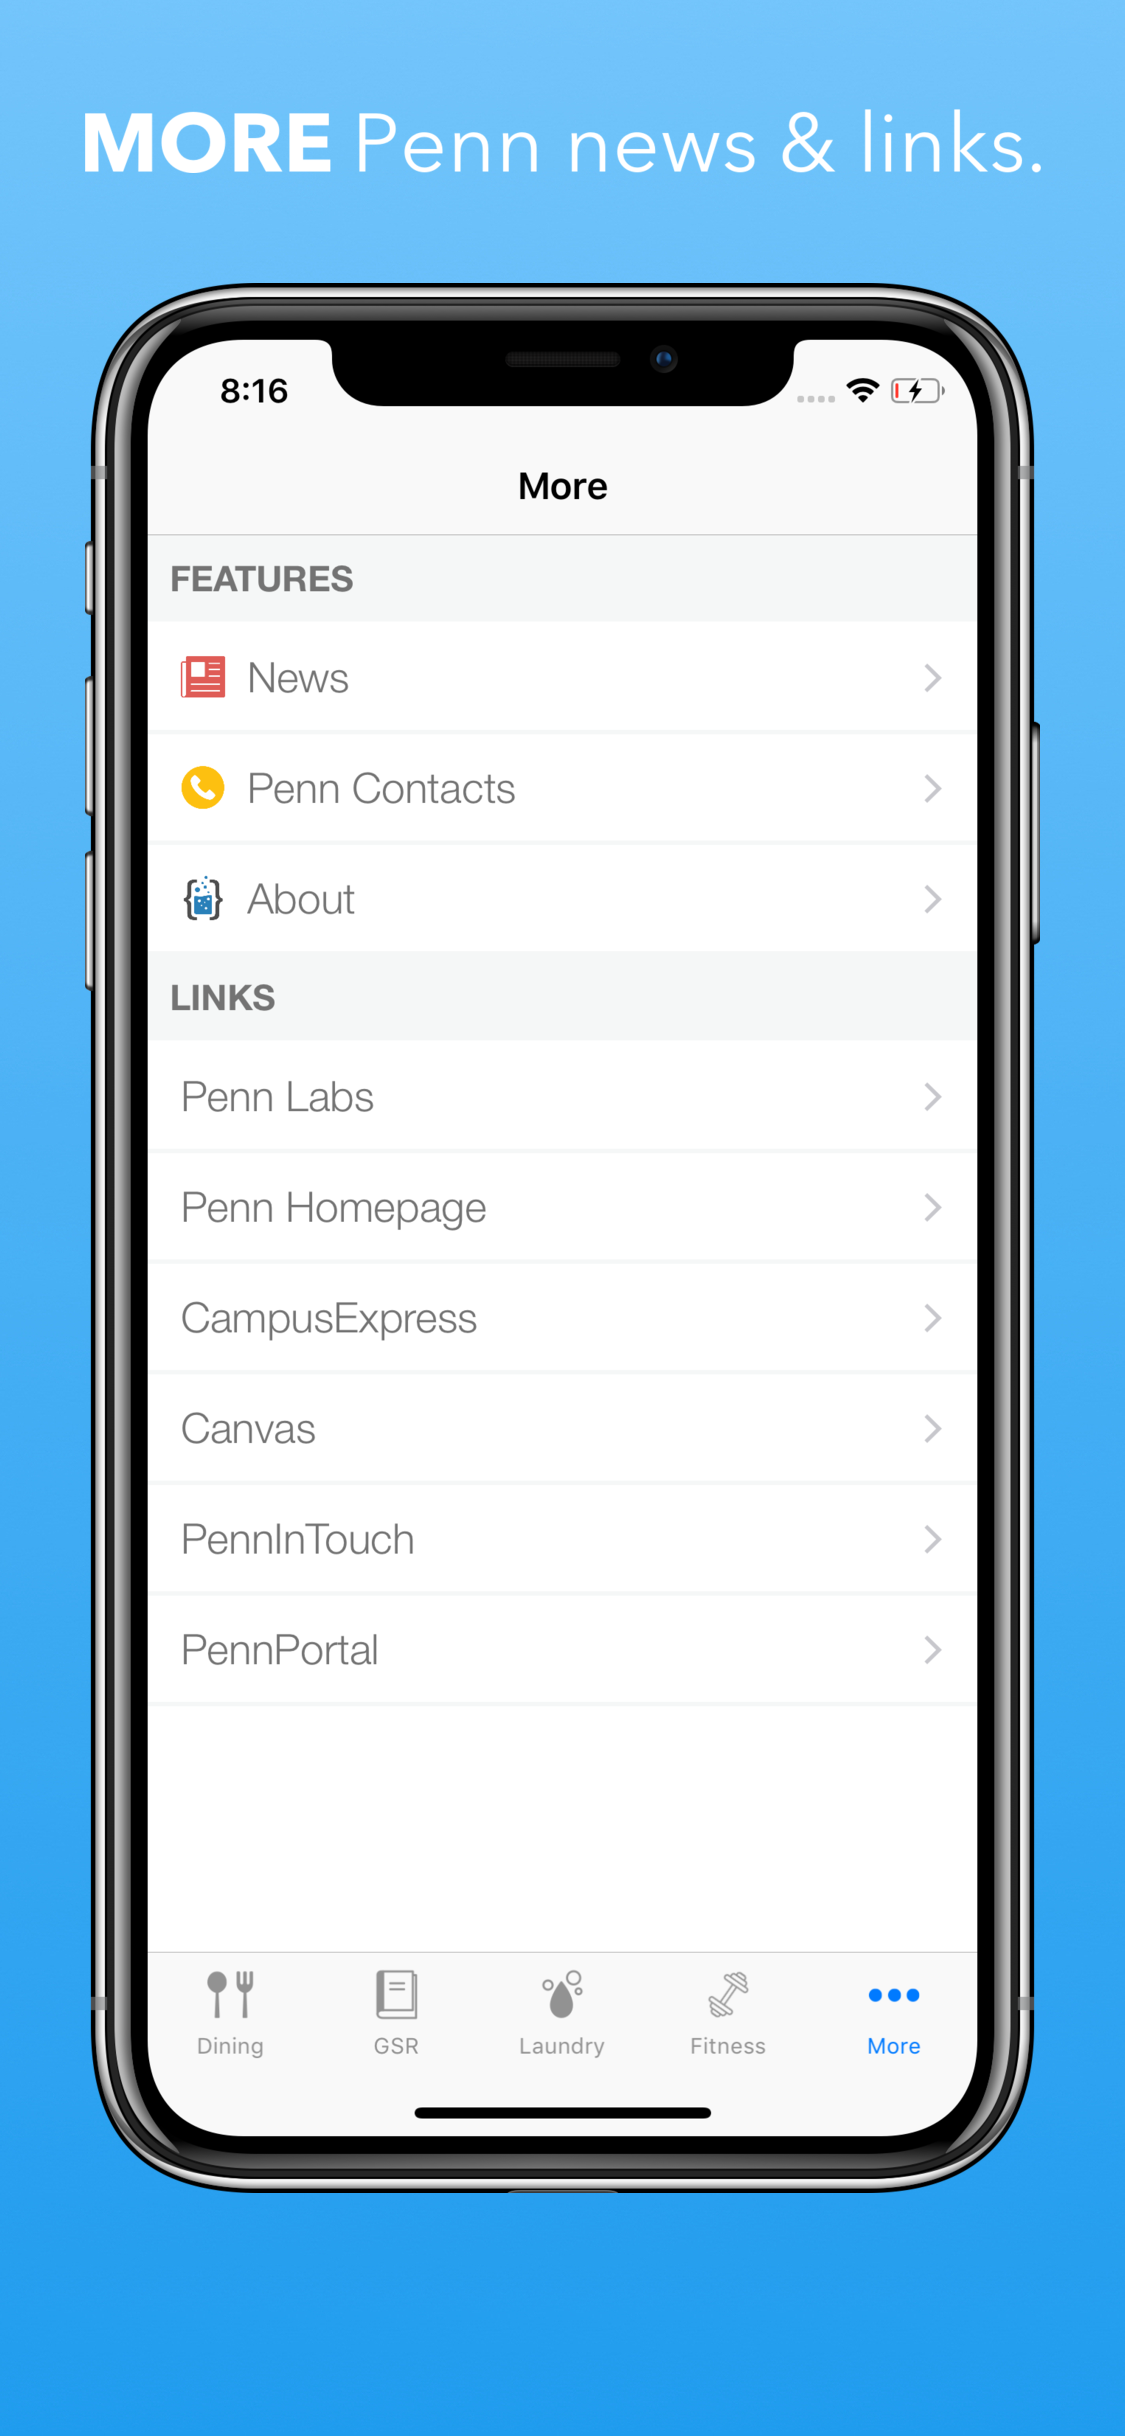 MORE Penn news & links.
8:16
More
FEATURES
News
Penn Contacts
About
LINKS
Penn Labs
Penn Homepage
CampusExpress
Canvas
PennInTouch
PennPortal
Dining GSR Laundry Fitness More